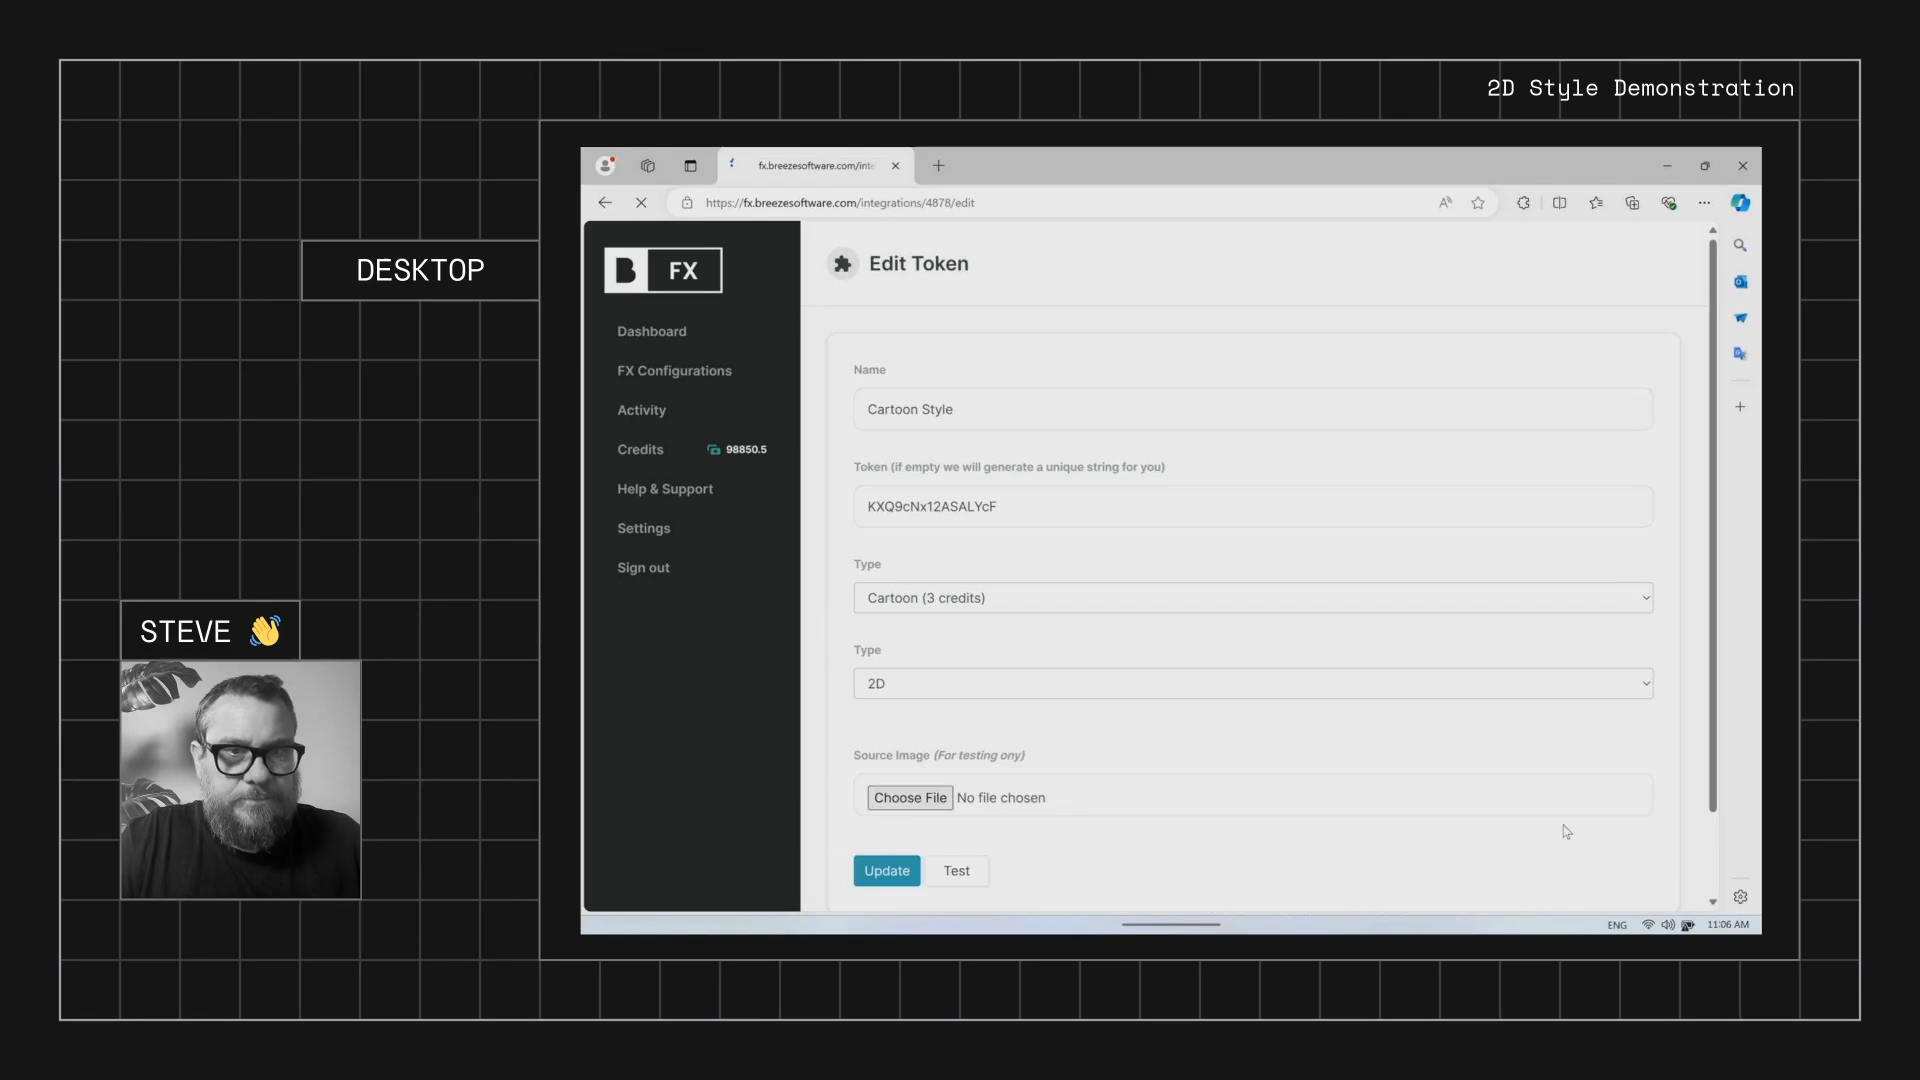 2D Style Demonstration
DESKTOP
STEVE 👋
fx.breezesoftware.com/inte
https://fx.breezesoftware.com/integrations/4878/edit
B FX
Dashboard
FX Configurations
Activity
Credits 98850.5
Help & Support
Settings
Sign out
Edit Token
Name
Cartoon Style
Token (if empty we will generate a unique string for you)
KXQ9cNx12ASALYcF
Type
Cartoon (3 credits)
Type
2D
Source Image (For testing ony)
Choose File No file chosen
Update Test
ENG 11:06 AM